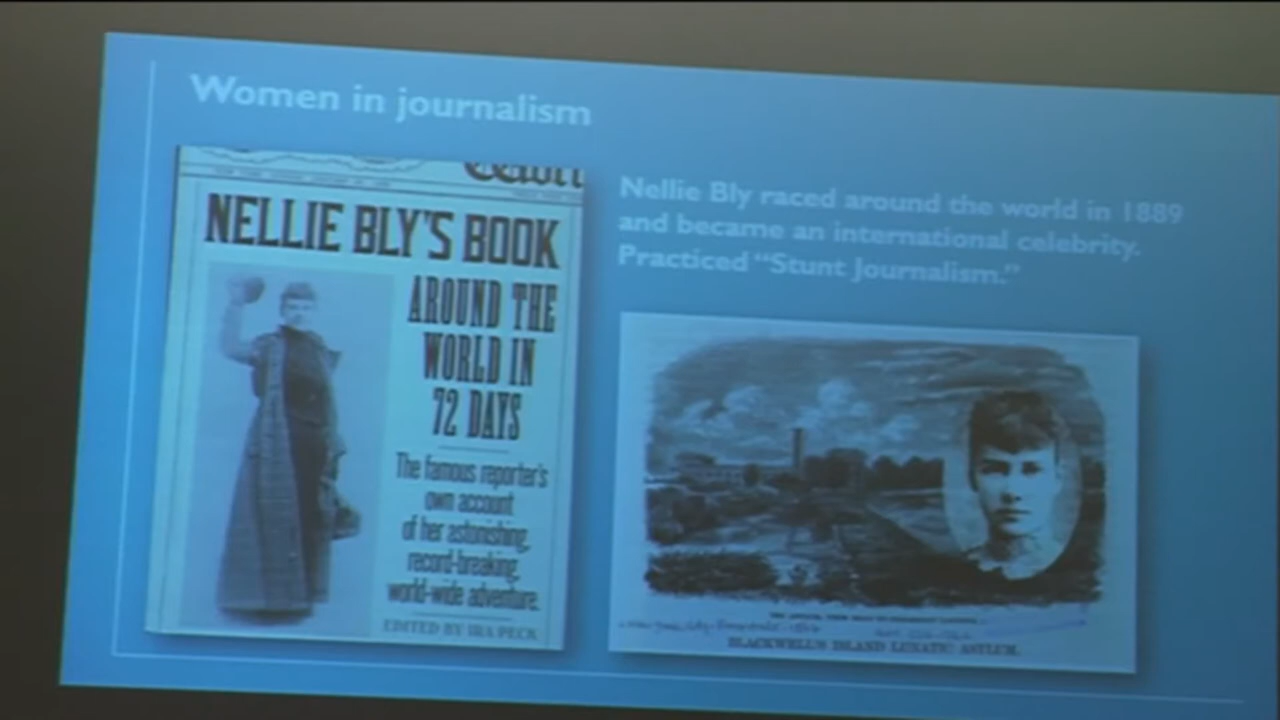 Women in journalism
NELLIE BLY'S BOOK
AROUND THE
WORLD IN
72 DAYS
The famous reporter's
own account
of her astonishing,
record-breaking,
world-wide adventure.
EDITED BY IRA PECK
Nellie Bly raced around the world in 1889
and became an international celebrity.
Practiced “Stunt Journalism.”
BLACKWELL'S ISLAND LUNATIC ASYLUM.